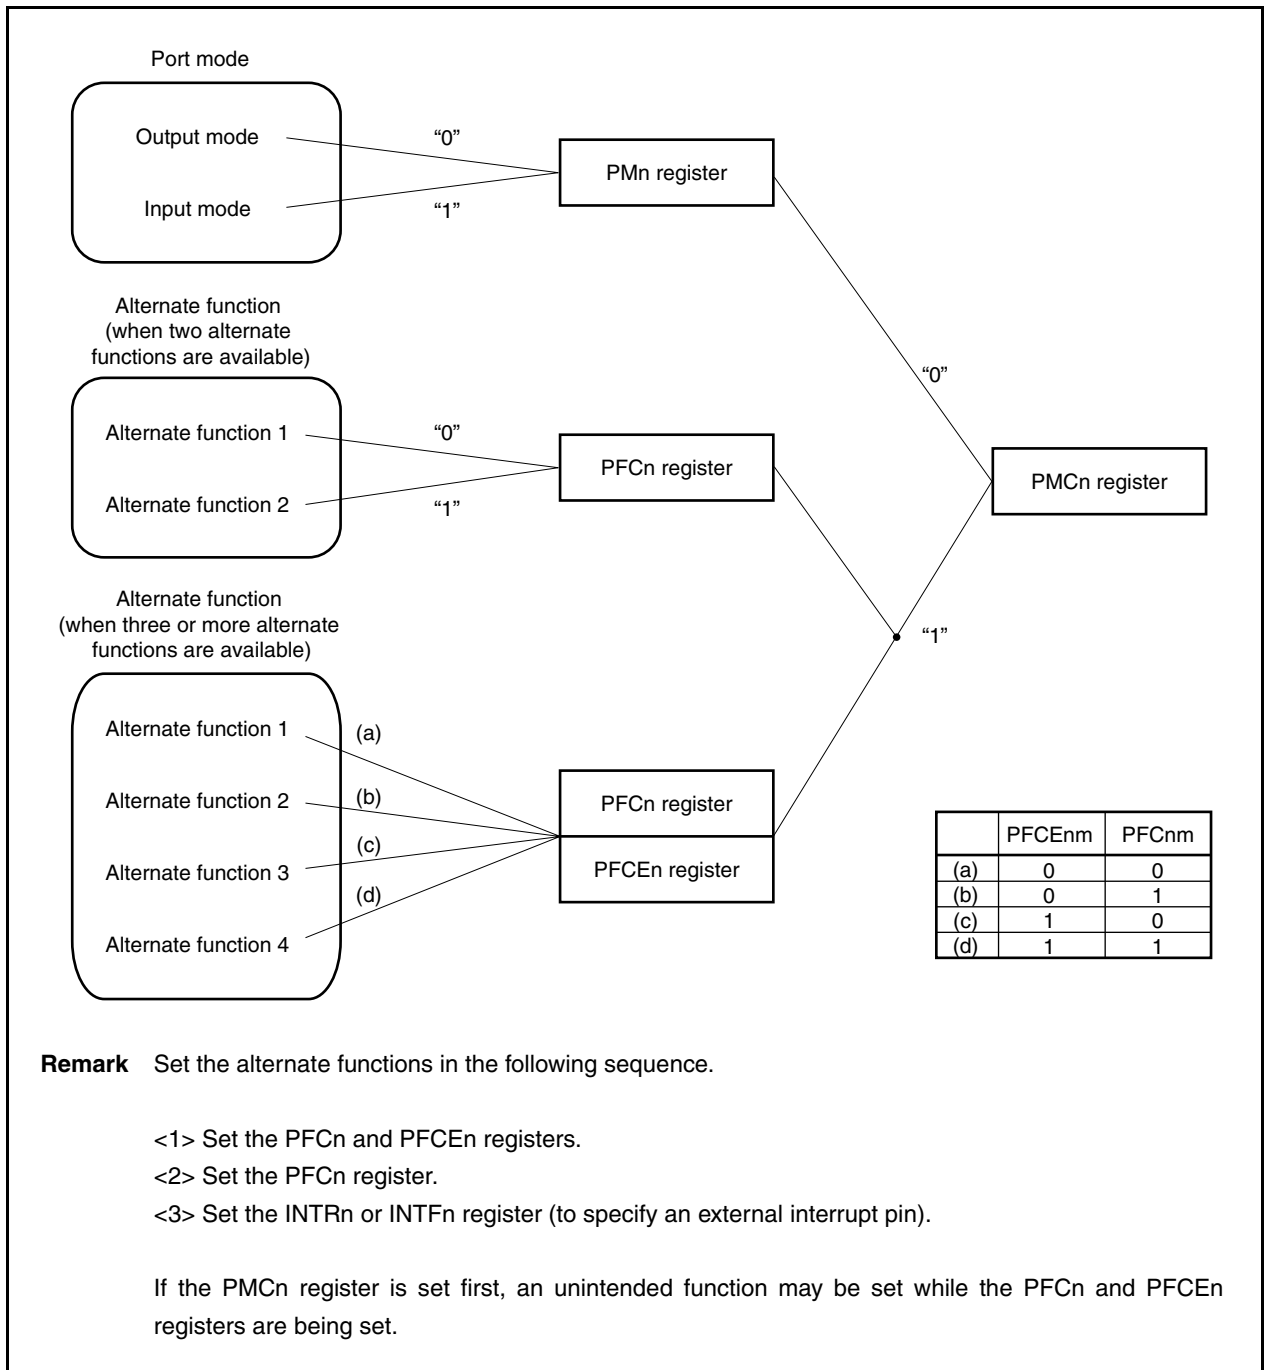 Port mode
Output mode
"0"
PMn register
Input mode
"1"
Alternate function
(when two alternate
functions are available)
"0"
Alternate function 1
"0"
PFCn register
PMCn register
Alternate function 2
"1"
Alternate function
(when three or more alternate
functions are available)
"1"
Alternate function 1
(a)
Alternate function 2
(b)
PFCn register
(c)
Alternate function 3
PFCEn register
(d)
Alternate function 4
PFCEnm PFCnm
(a) 0 0
(b) 0 1
(c) 1 0
(d) 1 1
Remark Set the alternate functions in the following sequence.
<1> Set the PFCn and PFCEn registers.
<2> Set the PFCn register.
<3> Set the INTRn or INTFn register (to specify an external interrupt pin).
If the PMCn register is set first, an unintended function may be set while the PFCn and PFCEn
registers are being set.